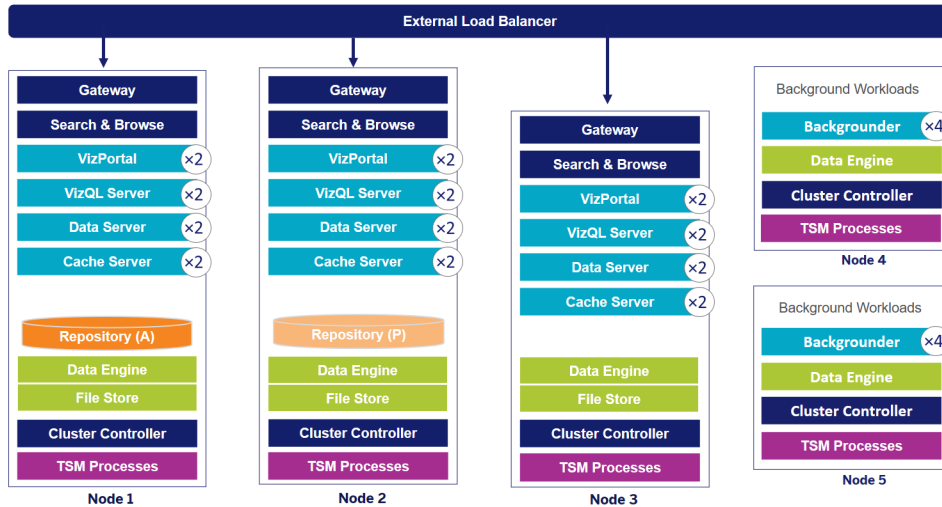 External Load Balancer
Gateway
Search & Browse
VizPortal
×2
VizQL Server
×2
Data Server
×2
Cache Server
×2
Repository (A)
Data Engine
File Store
Cluster Controller
TSM Processes
Node 1
Gateway
Search & Browse
VizPortal
×2
VizQL Server
×2
Data Server
×2
Cache Server
×2
Repository (P)
Data Engine
File Store
Cluster Controller
TSM Processes
Node 2
Gateway
Search & Browse
VizPortal
×2
VizQL Server
×2
Data Server
×2
Cache Server
×2
Data Engine
File Store
Cluster Controller
TSM Processes
Node 3
Background Workloads
Backgrounder
×4
Data Engine
Cluster Controller
TSM Processes
Node 4
Background Workloads
Backgrounder
×4
Data Engine
Cluster Controller
TSM Processes
Node 5